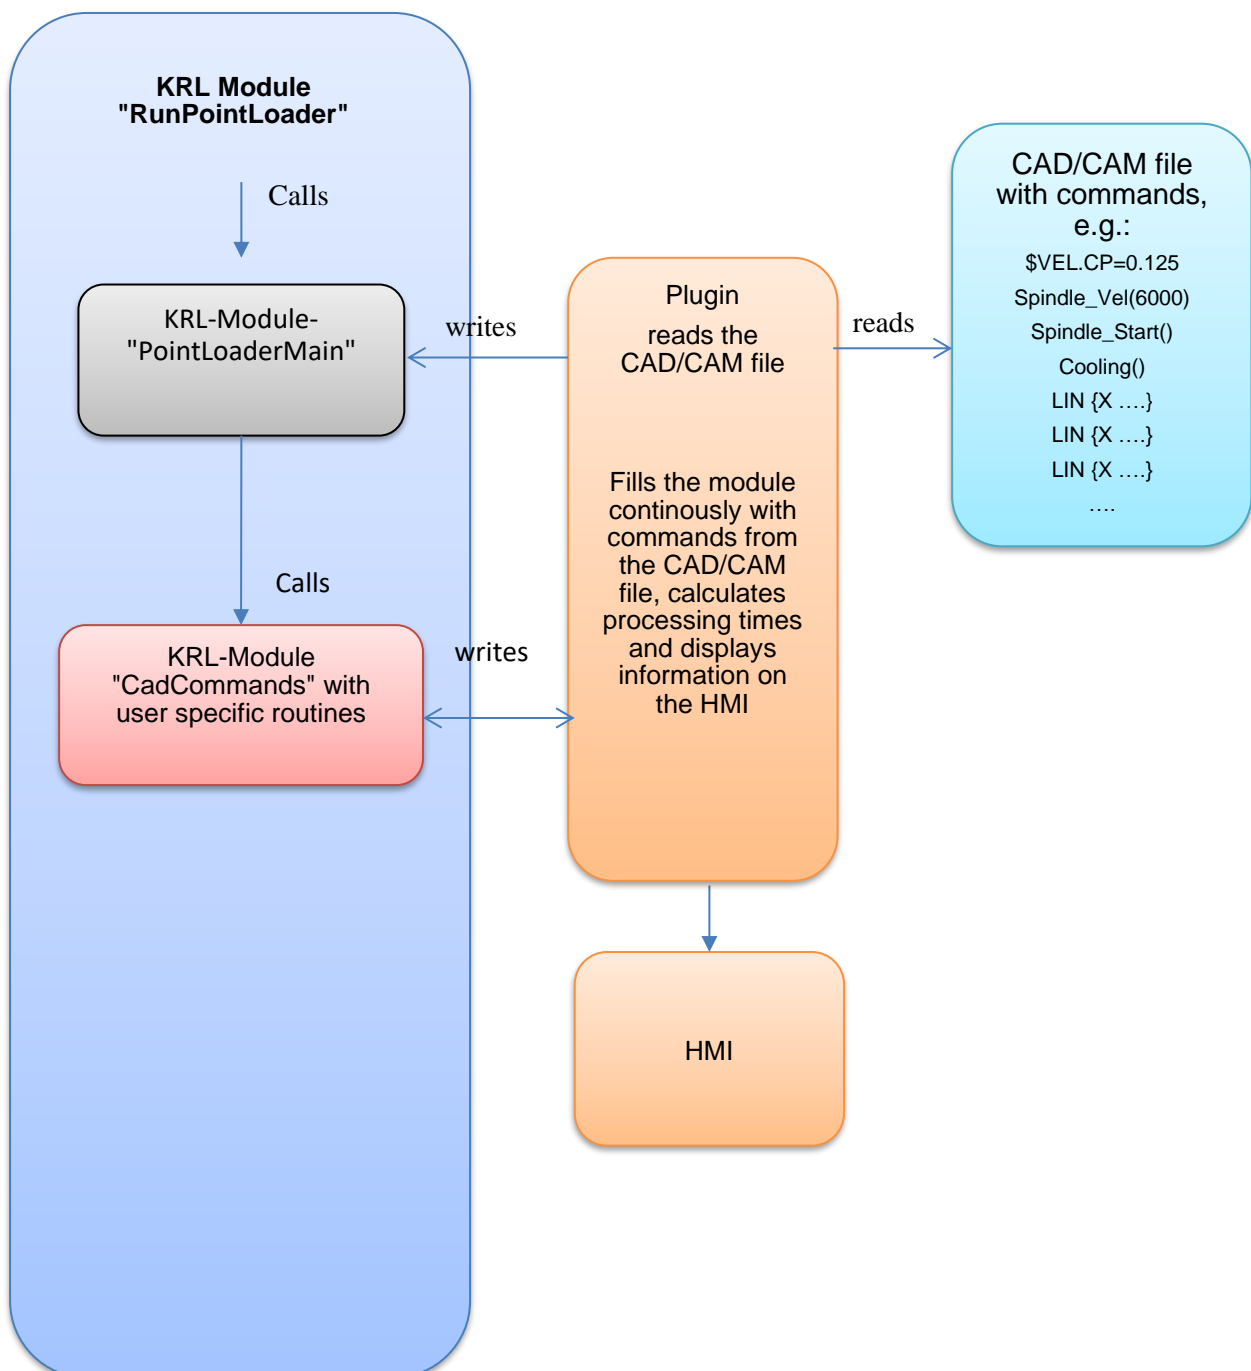 KRL Module
"RunPointLoader"
Calls
KRL-Module-
"PointLoaderMain"
writes
Calls
KRL-Module
"CadCommands" with
user specific routines
writes
Plugin
reads the
CAD/CAM file
Fills the module
continously with
commands from
the CAD/CAM
file, calculates
processing times
and displays
information on
the HMI
HMI
reads
CAD/CAM file
with commands,
e.g.:
$VEL.CP=0.125
Spindle_Vel(6000)
Spindle_Start()
Cooling()
LIN {X ....}
LIN {X ....}
LIN {X ....}
....